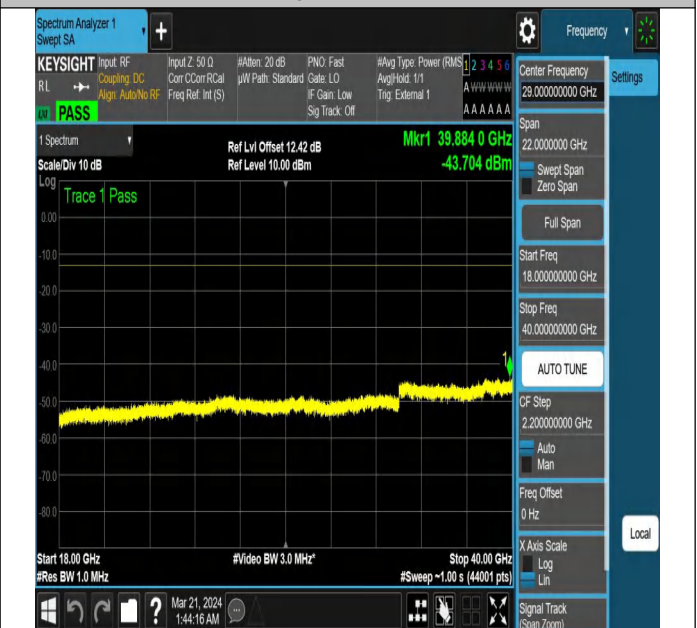 Spectrum Analyzer 1
Swept SA
+
Frequency
KEYSIGHT
RL
PASS
Input: RF
Coupling: DC
Align: Auto/No RF
Input Z: 50 Ω
Corr CCorr RCal
Freq Ref: Int (S)
#Atten: 20 dB
µW Path: Standard
PNO: Fast
Gate: LO
IF Gain: Low
Sig Track: Off
#Avg Type: Power (RMS
Avg|Hold: 1/1
Trig: External 1
1 2 3 4 5 6
A W W W W W
A A A A A A
Center Frequency
29.000000000 GHz
Settings
Span
22.0000000 GHz
Swept Span
Zero Span
Full Span
Start Freq
18.000000000 GHz
Stop Freq
40.000000000 GHz
AUTO TUNE
CF Step
2.200000000 GHz
Auto
Man
Freq Offset
0 Hz
X Axis Scale
Log
Lin
Signal Track
(Span Zoom)
Local
1 Spectrum
Scale/Div 10 dB
Log
Ref Lvl Offset 12.42 dB
Ref Level 10.00 dBm
Mkr1 39.884 0 GHz
-43.704 dBm
Trace 1 Pass
0.00
-10.0
-20.0
-30.0
-40.0
-50.0
-60.0
-70.0
-80.0
1
Start 18.00 GHz
#Res BW 1.0 MHz
#Video BW 3.0 MHz*
Stop 40.00 GHz
#Sweep ~1.00 s (44001 pts)
?
Mar 21, 2024
1:44:16 AM